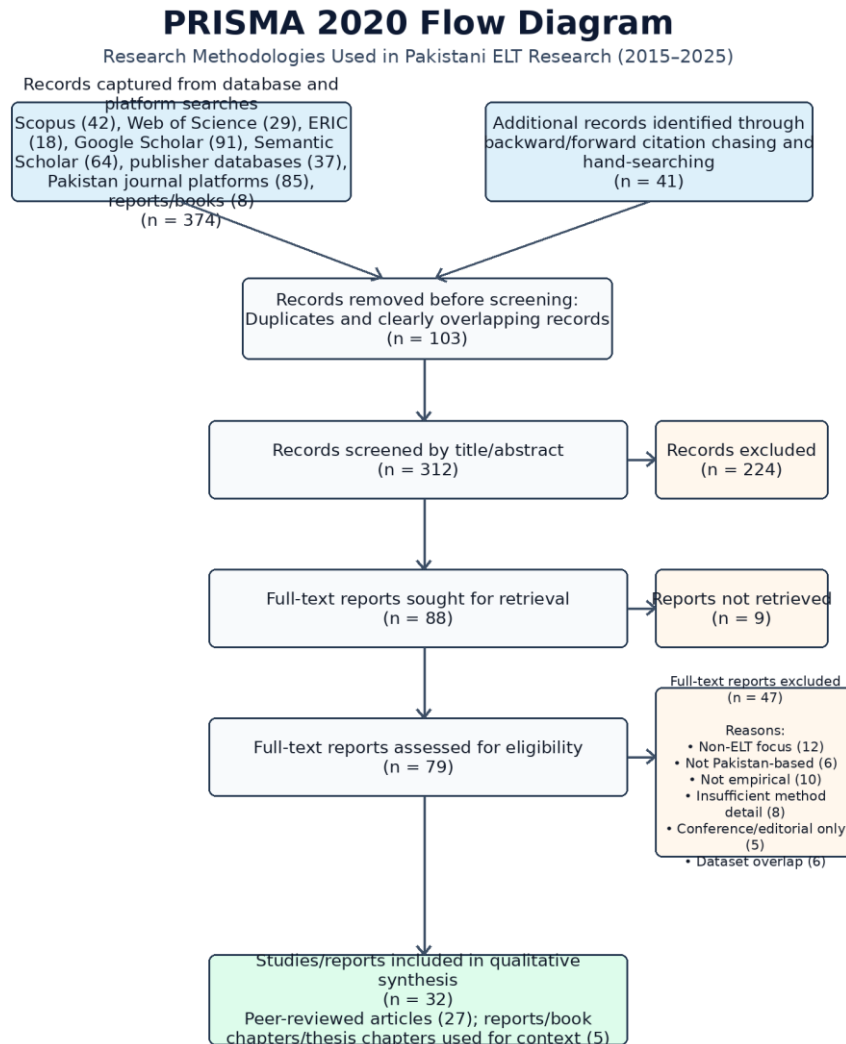 PRISMA 2020 Flow Diagram
Research Methodologies Used in Pakistani ELT Research (2015–2025)
Records captured from database and
platform searches
Scopus (42), Web of Science (29), ERIC
(18), Google Scholar (91), Semantic
Scholar (64), publisher databases (37),
Pakistan journal platforms (85),
reports/books (8)
(n = 374)
Additional records identified through
backward/forward citation chasing and
hand-searching
(n = 41)
Records removed before screening:
Duplicates and clearly overlapping records
(n = 103)
Records screened by title/abstract
(n = 312)
Records excluded
(n = 224)
Full-text reports sought for retrieval
(n = 88)
Reports not retrieved
(n = 9)
Full-text reports assessed for eligibility
(n = 79)
Full-text reports excluded
(n = 47)
Reasons:
• Non-ELT focus (12)
• Not Pakistan-based (6)
• Not empirical (10)
• Insufficient method
detail (8)
• Conference/editorial only
(5)
• Dataset overlap (6)
Studies/reports included in qualitative
synthesis
(n = 32)
Peer-reviewed articles (27); reports/book
chapters/thesis chapters used for context (5)